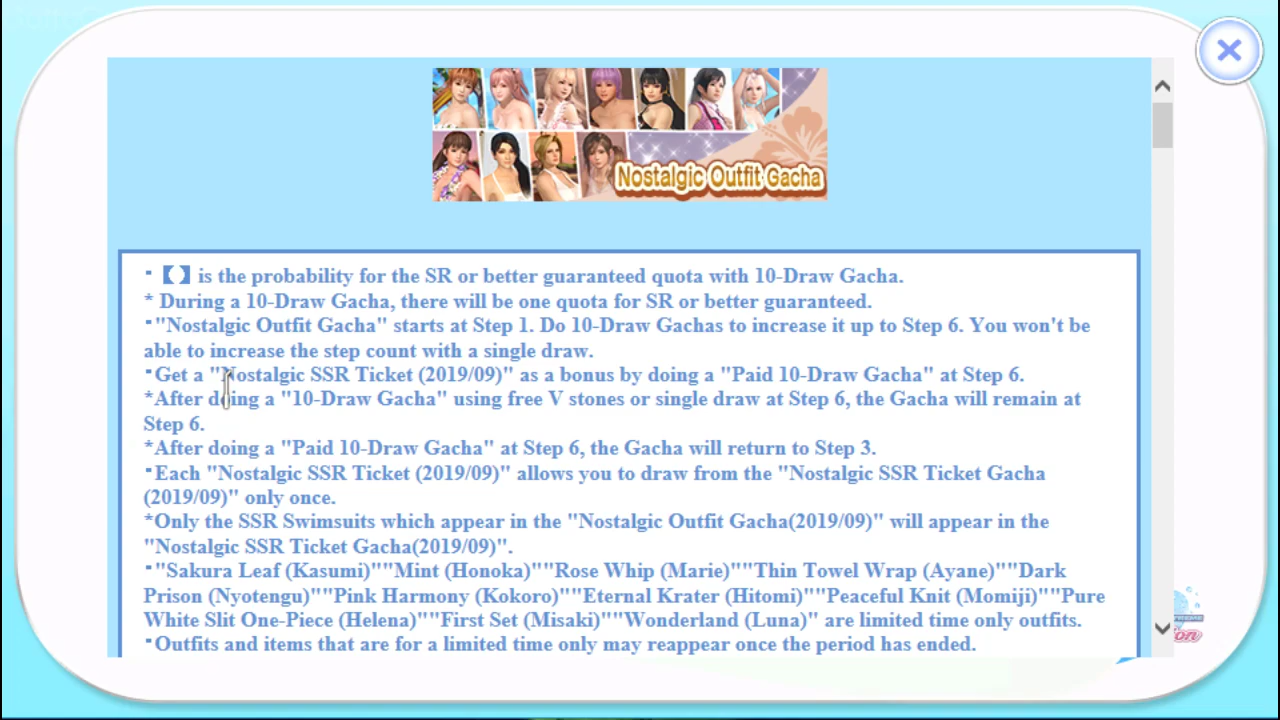 Nostalgic Outfit Gacha
･【】is the probability for the SR or better guaranteed quota with 10-Draw Gacha.
* During a 10-Draw Gacha, there will be one quota for SR or better guaranteed.
･"Nostalgic Outfit Gacha" starts at Step 1. Do 10-Draw Gachas to increase it up to Step 6. You won't be
able to increase the step count with a single draw.
･Get a "Nostalgic SSR Ticket (2019/09)" as a bonus by doing a "Paid 10-Draw Gacha" at Step 6.
*After doing a "10-Draw Gacha" using free V stones or single draw at Step 6, the Gacha will remain at
Step 6.
*After doing a "Paid 10-Draw Gacha" at Step 6, the Gacha will return to Step 3.
･Each "Nostalgic SSR Ticket (2019/09)" allows you to draw from the "Nostalgic SSR Ticket Gacha
(2019/09)" only once.
*Only the SSR Swimsuits which appear in the "Nostalgic Outfit Gacha(2019/09)" will appear in the
"Nostalgic SSR Ticket Gacha(2019/09)".
･"Sakura Leaf (Kasumi)""Mint (Honoka)""Rose Whip (Marie)""Thin Towel Wrap (Ayane)""Dark
Prison (Nyotengu)""Pink Harmony (Kokoro)""Eternal Krater (Hitomi)""Peaceful Knit (Momiji)""Pure
White Slit One-Piece (Helena)""First Set (Misaki)""Wonderland (Luna)" are limited time only outfits.
･Outfits and items that are for a limited time only may reappear once the period has ended.